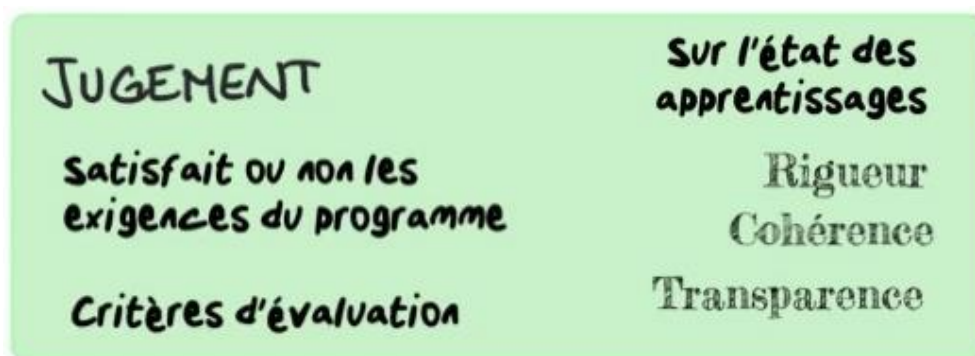 JUGEMENT
Satisfait ou non les
exigences du programme
Critères d'évaluation
Sur l'état des
apprentissages
Rigueur
Cohérence
Transparence